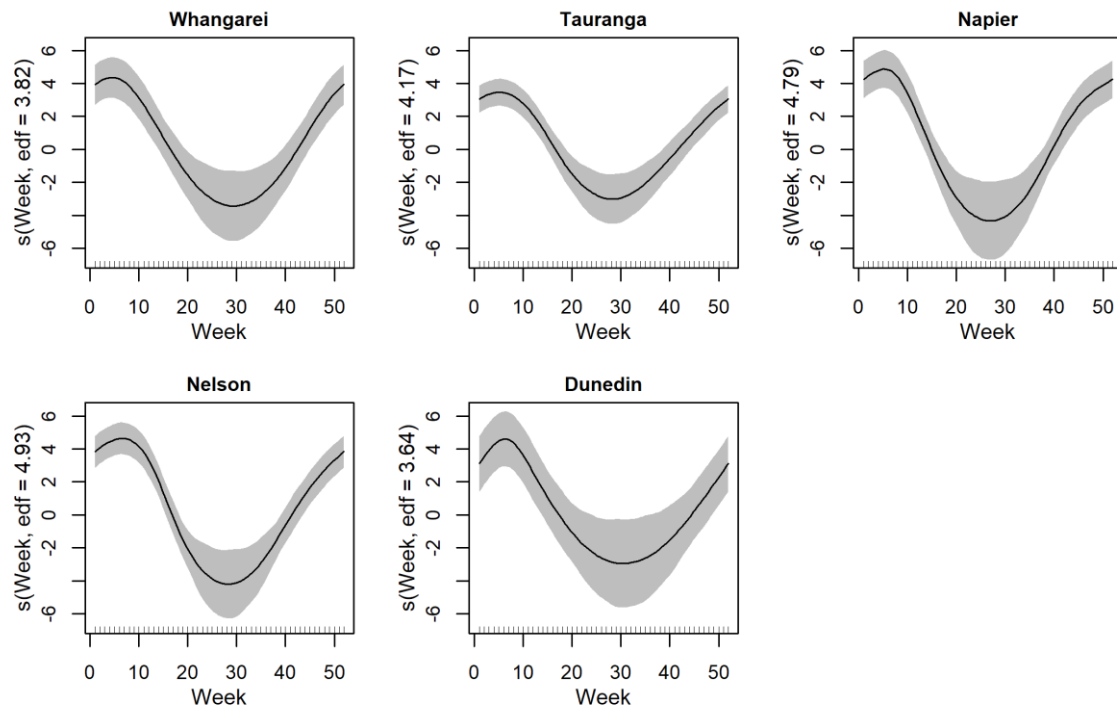 Whangarei
s(Week, edf = 3.82)
6
4
2
0
-2
-6
0 10 20 30 40 50
Week
Tauranga
s(Week, edf = 4.17)
6
4
2
0
-2
-6
0 10 20 30 40 50
Week
Napier
s(Week, edf = 4.79)
6
4
2
0
-2
-6
0 10 20 30 40 50
Week
Nelson
s(Week, edf = 4.93)
6
4
2
0
-2
-6
0 10 20 30 40 50
Week
Dunedin
s(Week, edf = 3.64)
6
4
2
0
-2
-6
0 10 20 30 40 50
Week